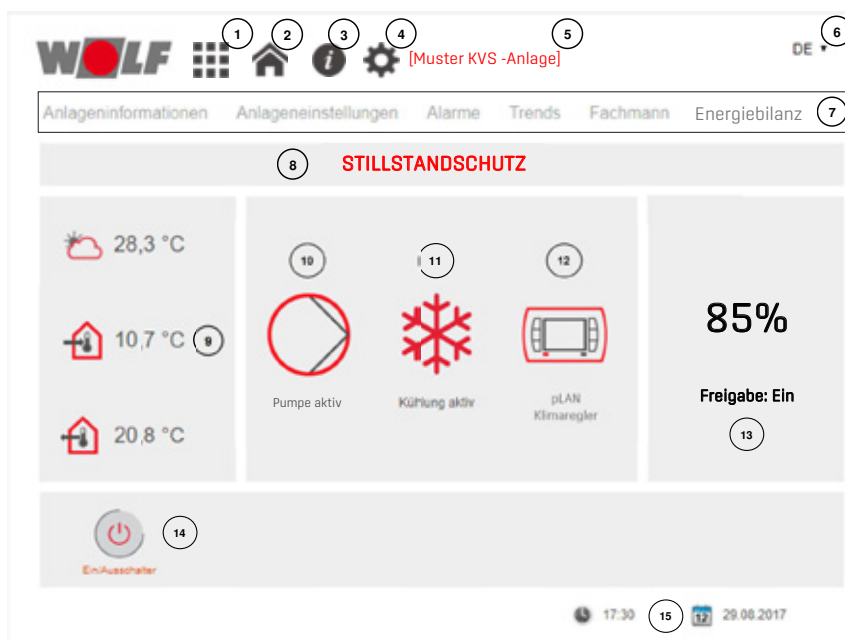 1 2 3 4 5 6
WOLF i [Muster KVS -Anlage] DE
Anlageninformationen Anlageneinstellungen Alarme Trends Fachmann Energiebilanz 7
8 STILLSTANDSCHUTZ
28,3 °C
10 11 12
10,7 °C 9
85%
Pumpe aktiv Kühlung aktiv pLAN
Klimaregler
Freigabe: Ein
20,8 °C
13
14
Ein/Ausschalter
17:30 15 12 29.08.2017